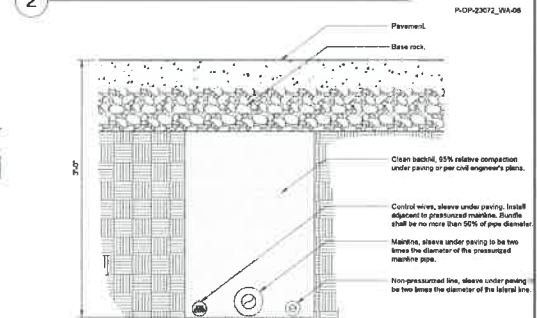 2
P-OP-23072_WA-06
Pavement.
Base rock.
3'-0"
Clean backfill, 95% relative compaction
under paving or per civil engineer's plans.
Control wires, sleeve under paving. Install
adjacent to pressurized mainline. Bundle
shall be no more than 50% of pipe diameter.
Mainline, sleeve under paving to be two
times the diameter of the pressurized
mainline pipe.
Non-pressurized line, sleeve under paving
be two times the diameter of the lateral line.